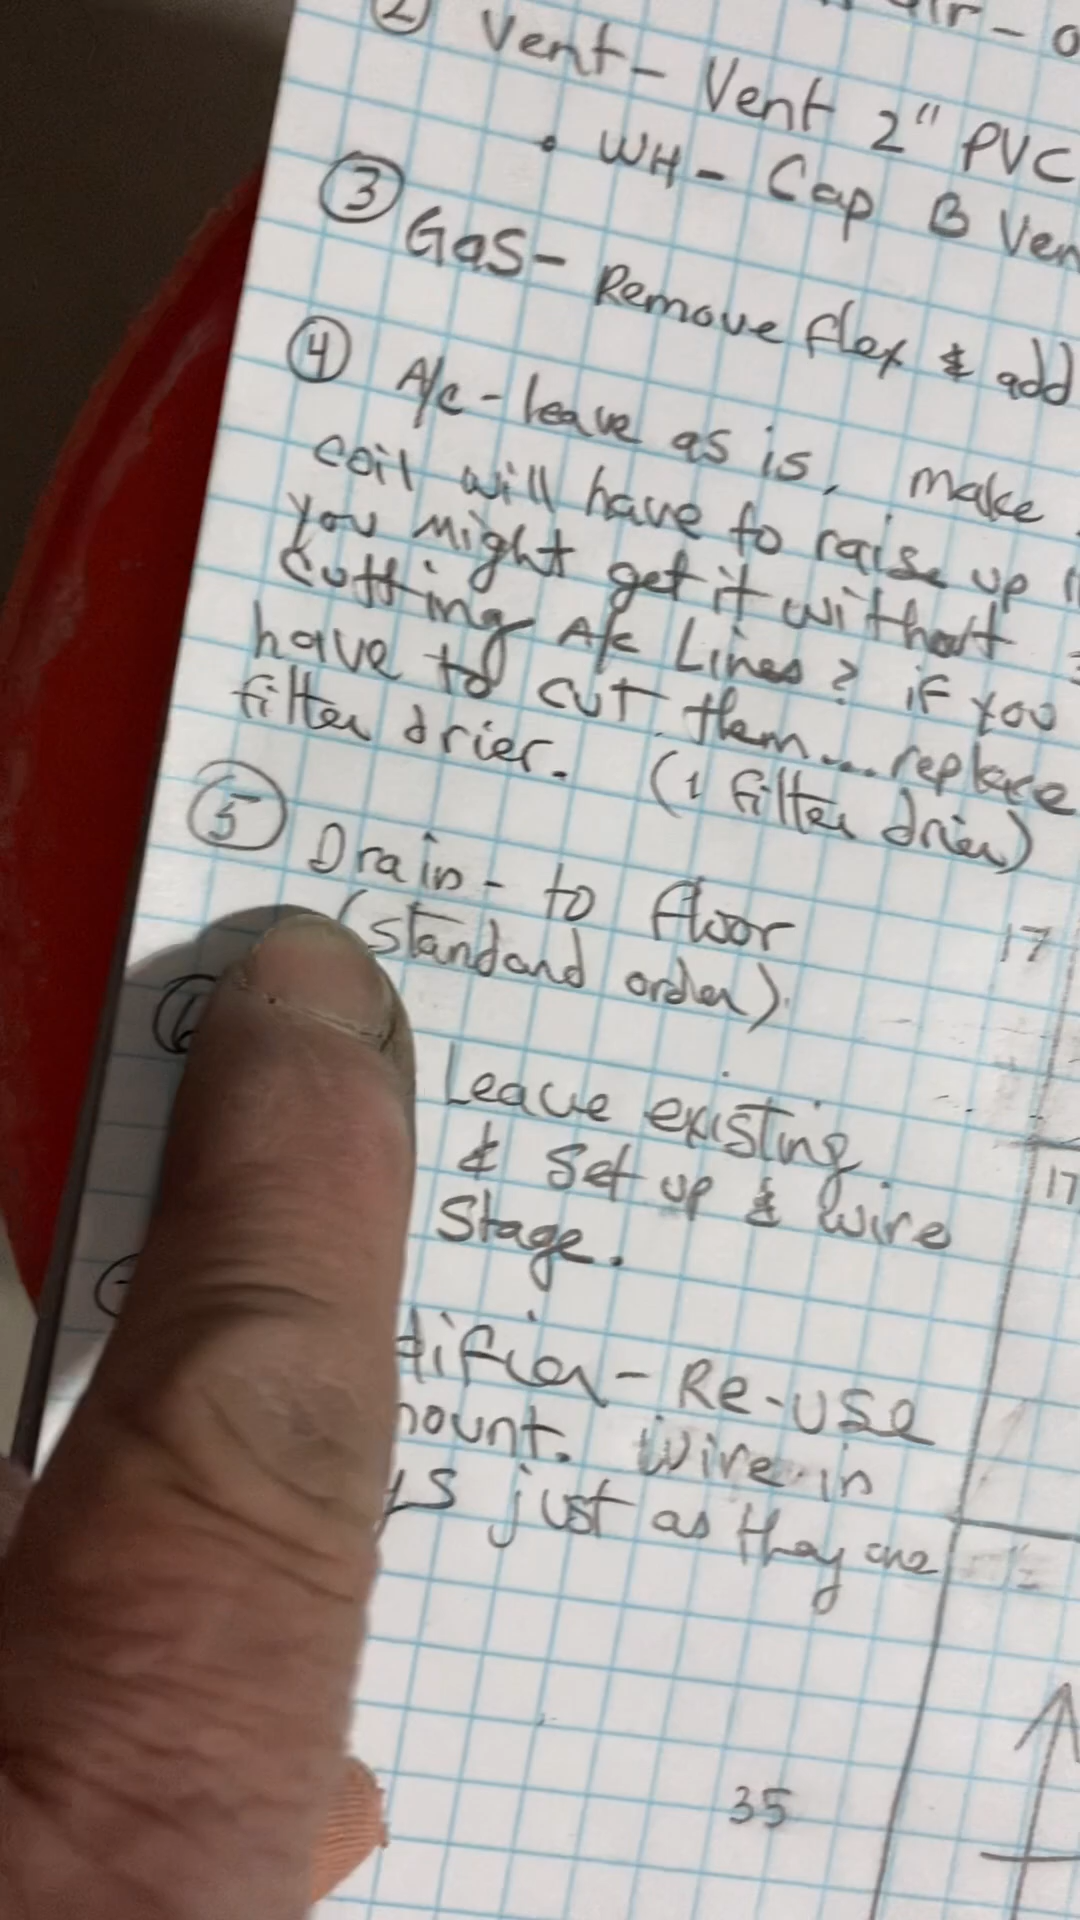 ② Vent - Vent 2" PVC
• WH - Cap B
③ Gas - Remove flex & add
④ A/c - leave as is, make
coil will have to raise up
you might get it without
cutting A/c Lines? if you
have to cut them... replace
filter drier. (1 filter drier)
⑤ Drain - to floor
(standard order).
Leave existing
& set up & wire
Stage.
- Re-use
Wire in
just as they are
17
17
35